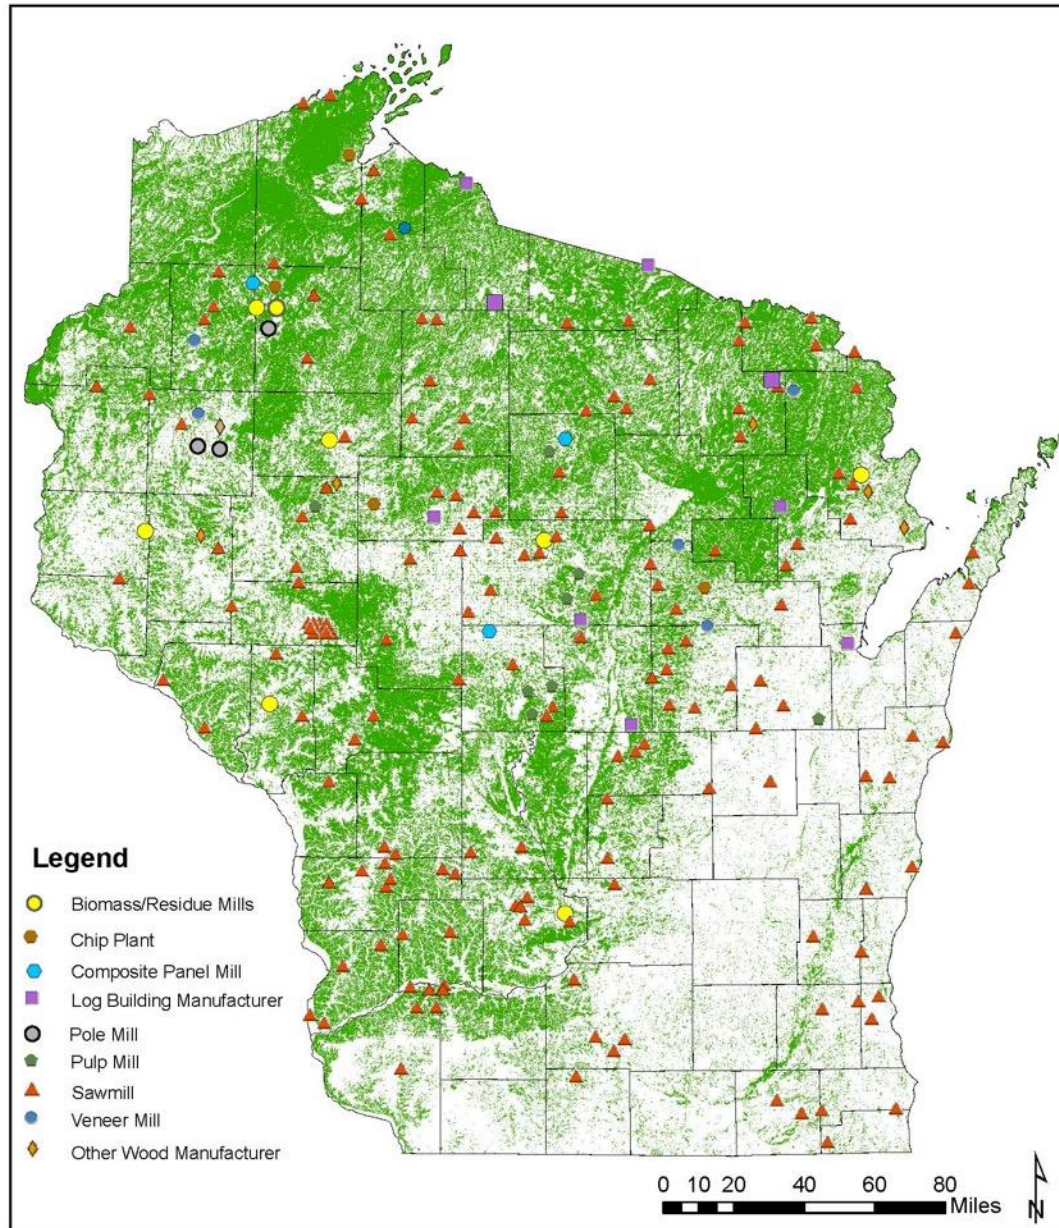 Legend
Biomass/Residue Mills
Chip Plant
Composite Panel Mill
Log Building Manufacturer
Pole Mill
Pulp Mill
Sawmill
Veneer Mill
Other Wood Manufacturer
0 10 20 40 60 80
Miles
N